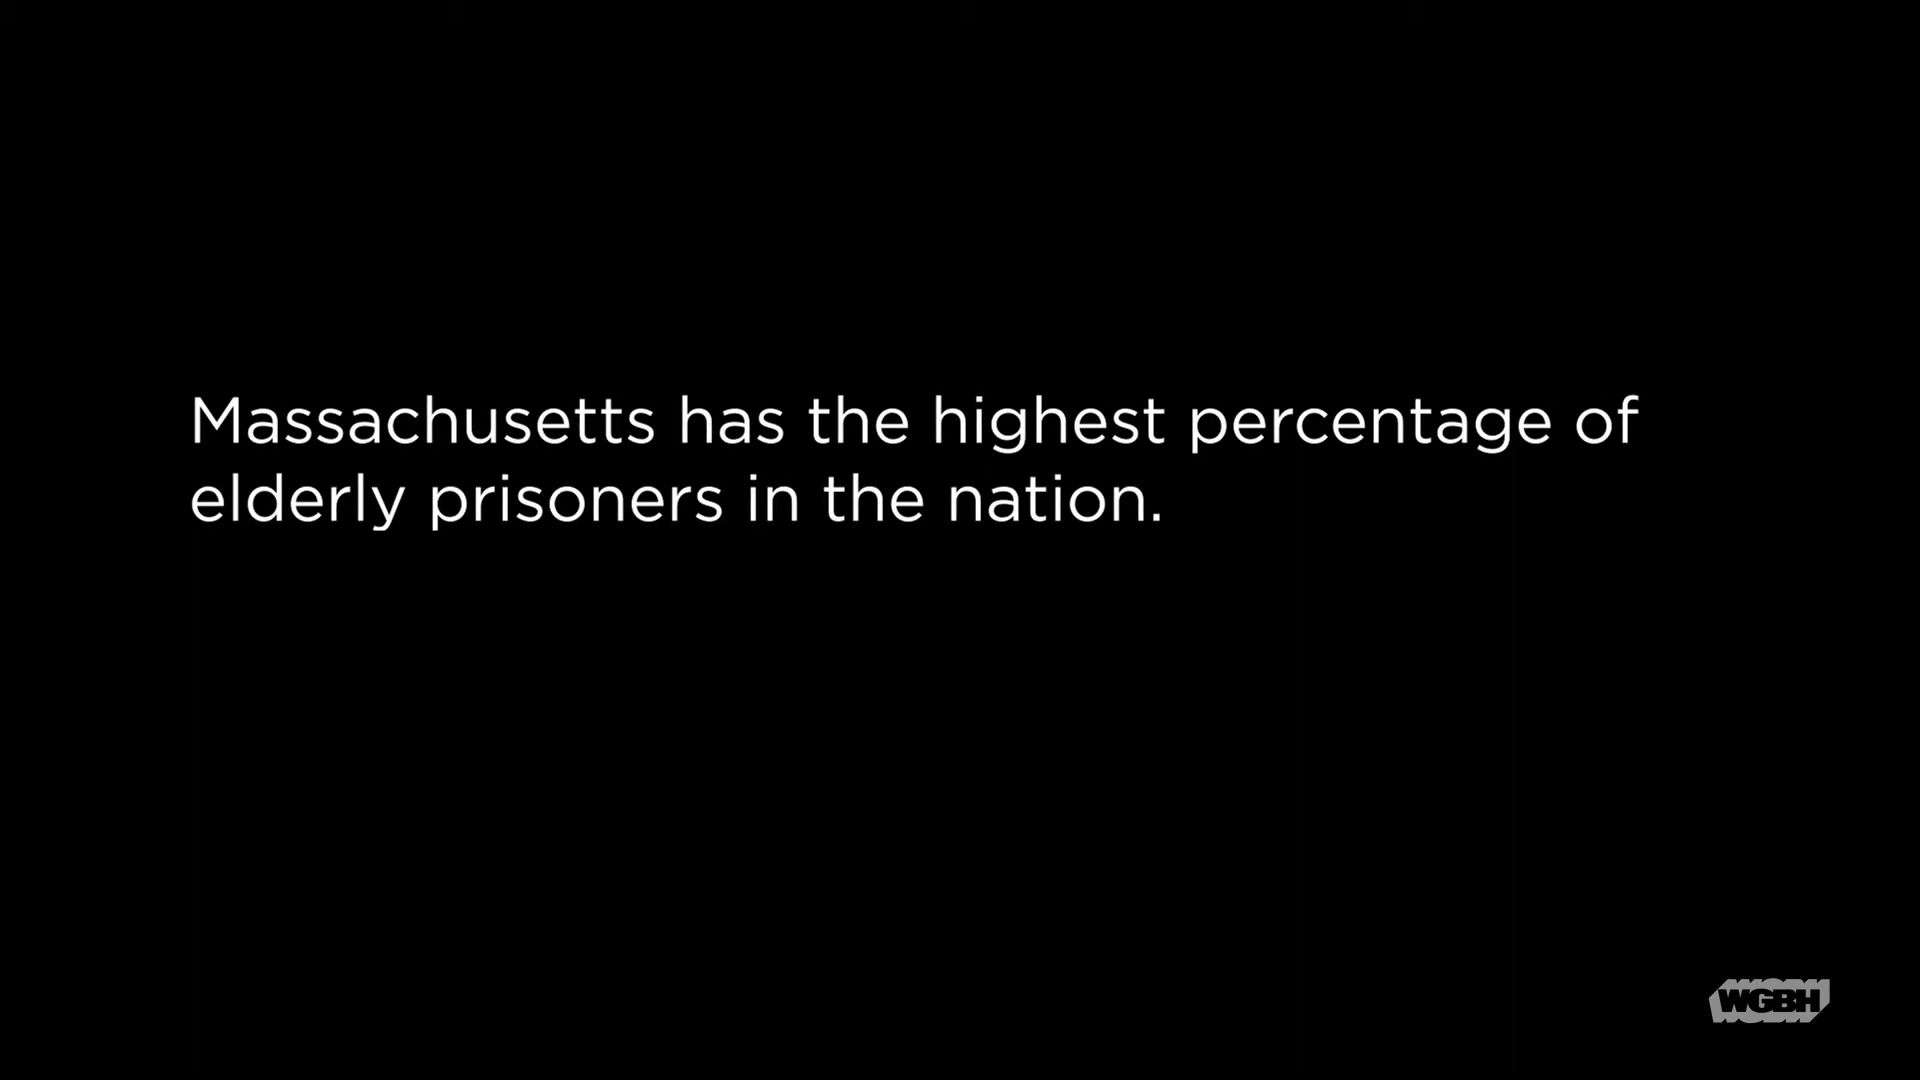 Massachusetts has the highest percentage of
elderly prisoners in the nation.
WGBH